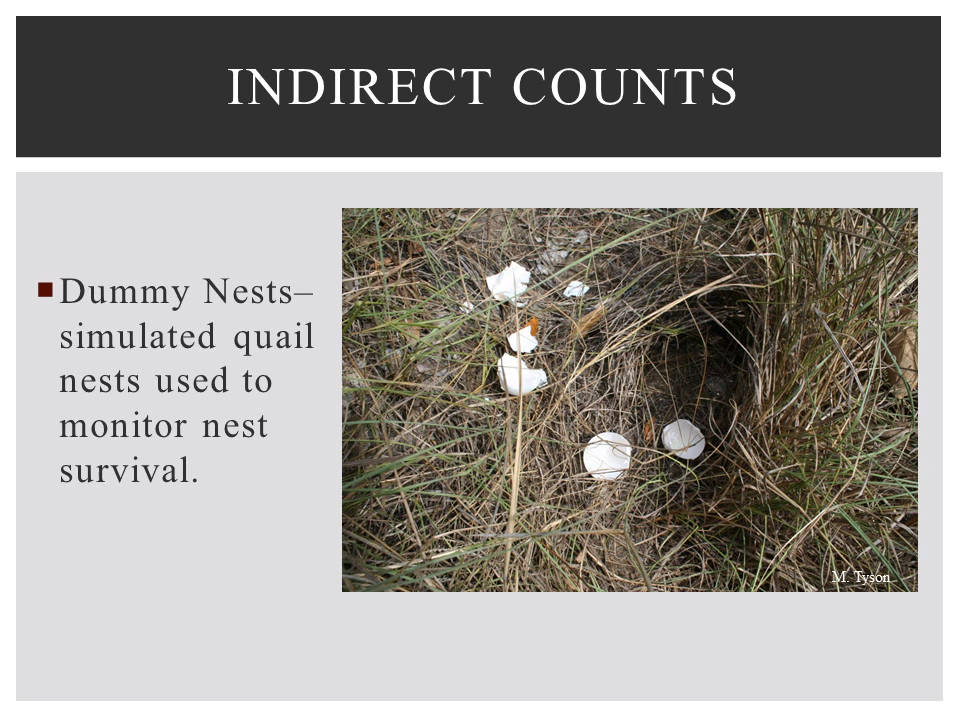 INDIRECT COUNTS
Dummy Nests–
simulated quail
nests used to
monitor nest
survival.
M. Tyson